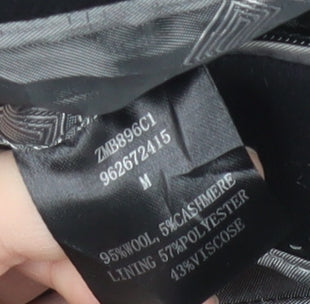 ZMB896C1
962672415
M
95%WOOL, 5%CASHMERE
LINING 57%POLYESTER
43%VISCOSE